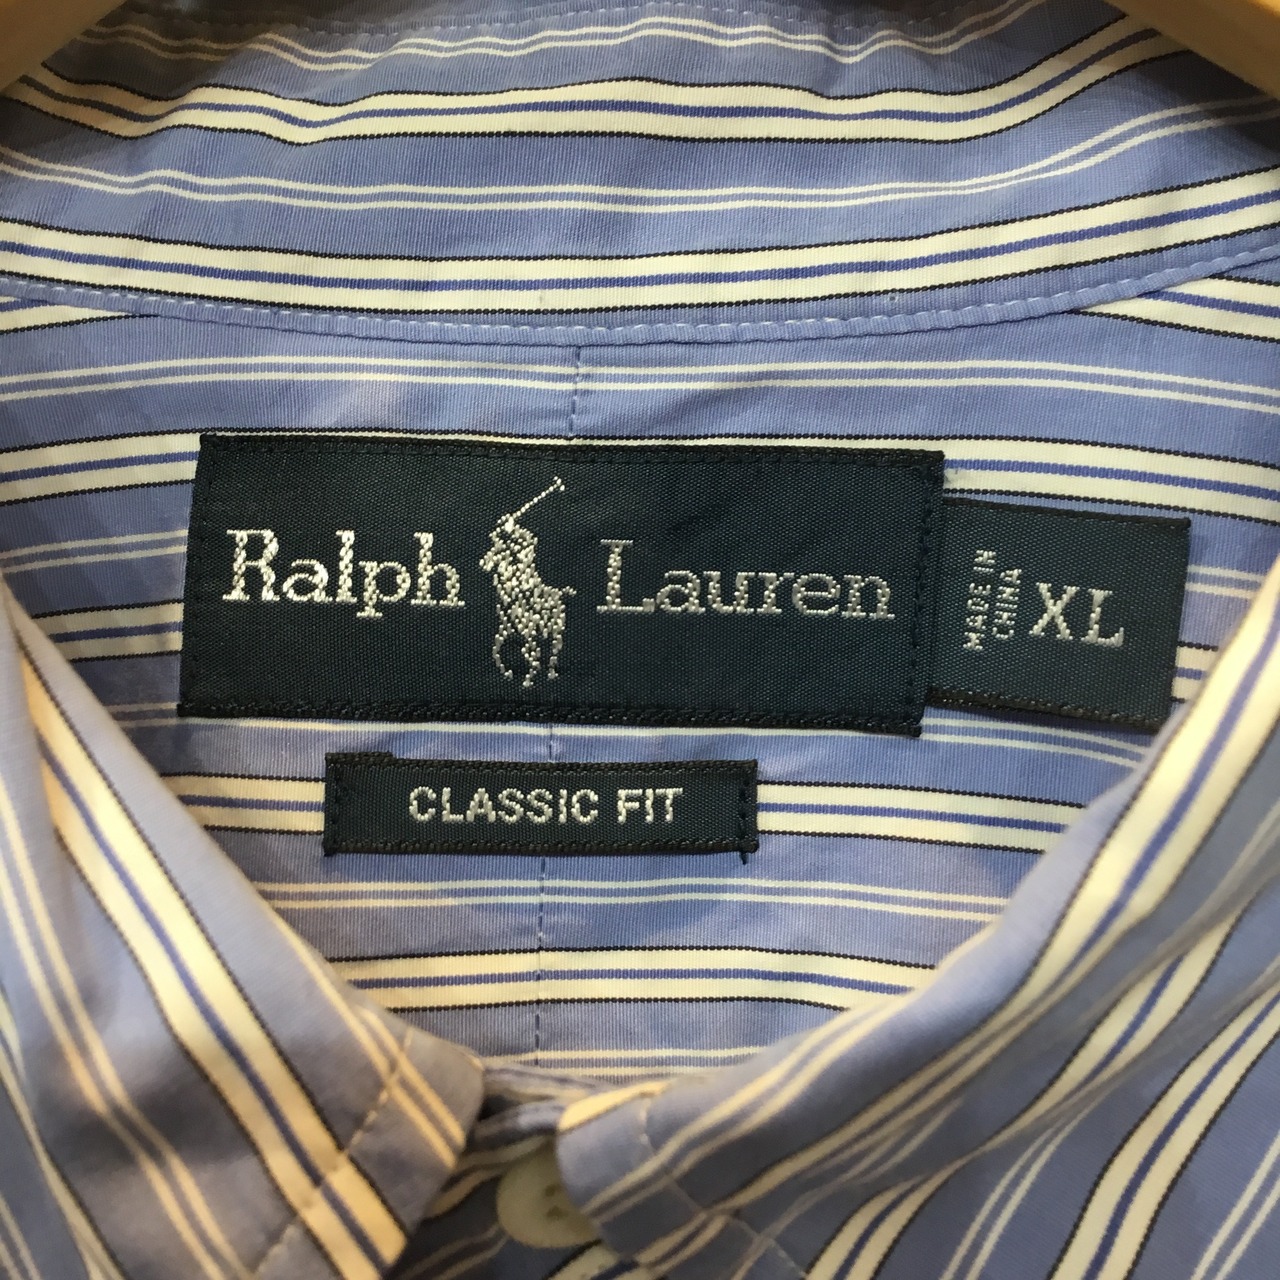 Ralph Lauren
MADE IN
CHINA
XL
CLASSIC FIT